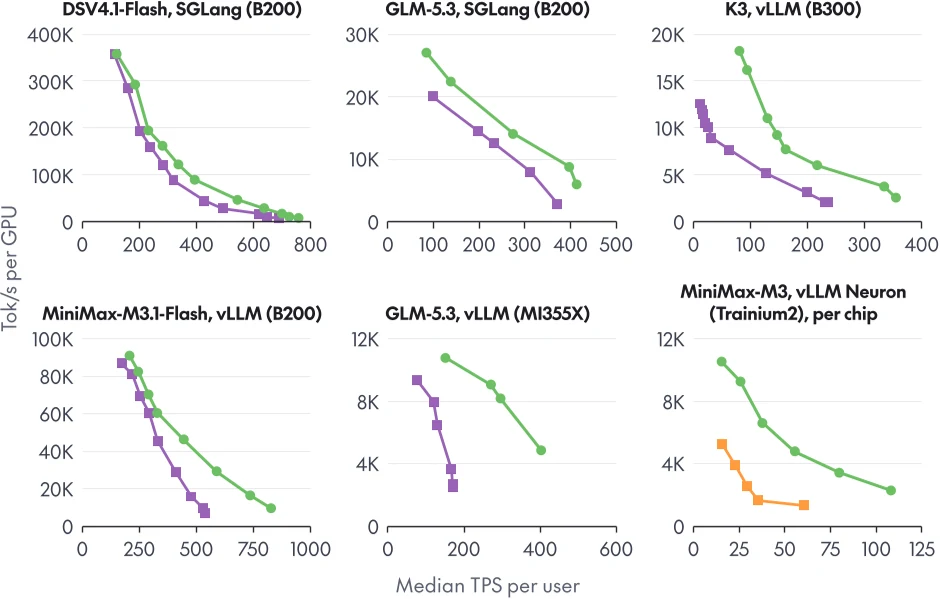 DSV4.1-Flash, SGLang (B200)
400K
300K
200K
100K
0
0 200 400 600 800
GLM-5.3, SGLang (B200)
30K
20K
10K
0
0 100 200 300 400 500
K3, vLLM (B300)
20K
15K
10K
5K
0
0 100 200 300 400
Tok/s per GPU
MiniMax-M3.1-Flash, vLLM (B200)
100K
80K
60K
40K
20K
0
0 250 500 750 1000
GLM-5.3, vLLM (MI355X)
12K
8K
4K
0
0 200 400 600
MiniMax-M3, vLLM Neuron
(Trainium2), per chip
12K
8K
4K
0
0 25 50 75 100 125
Median TPS per user